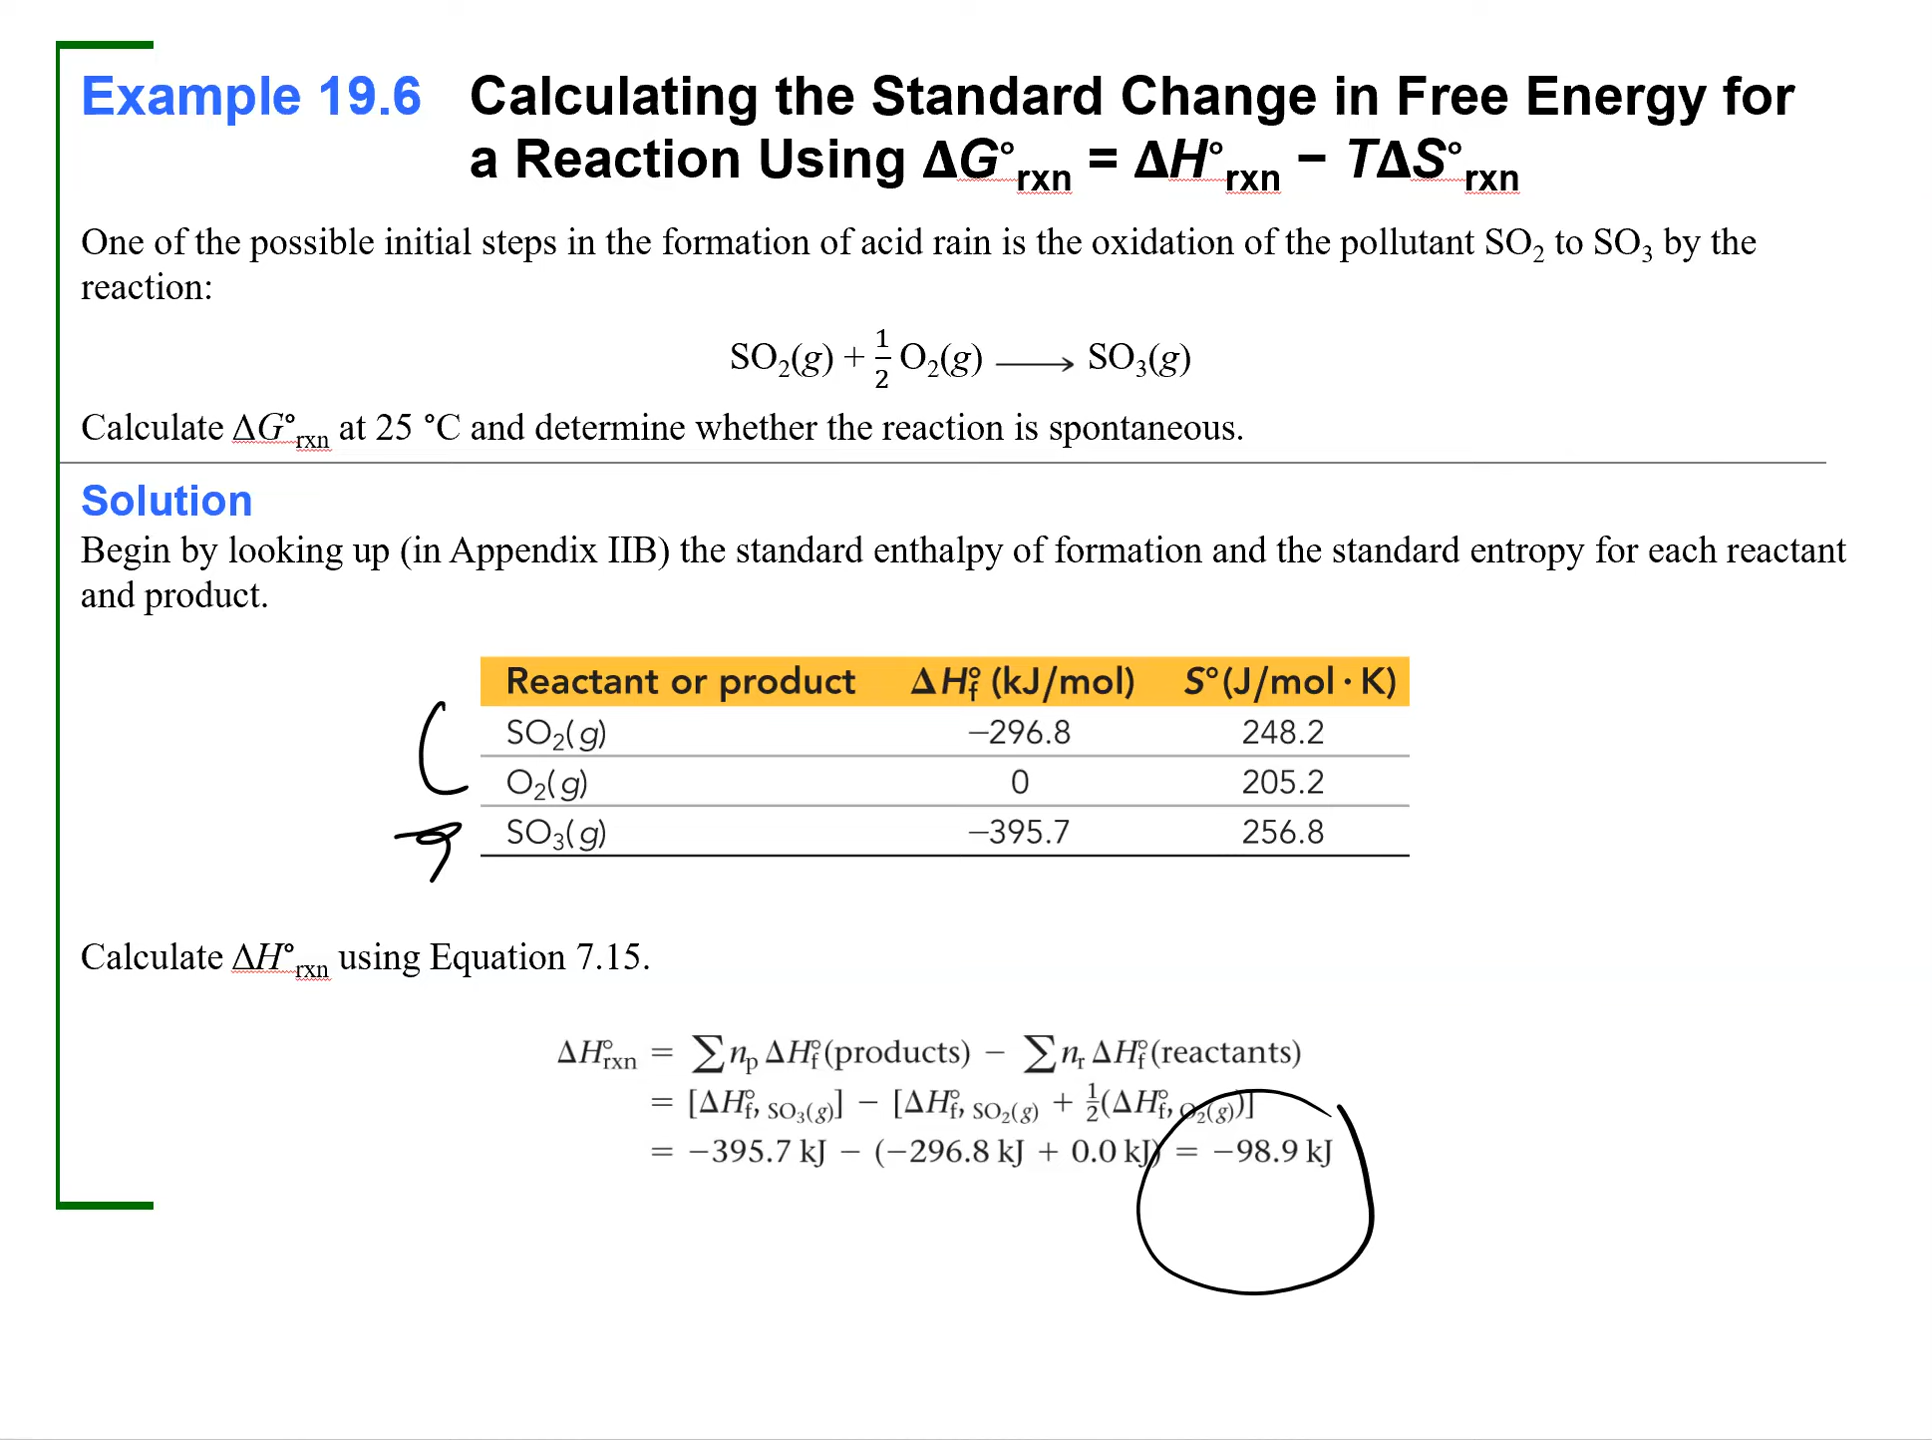 Example 19.6 Calculating the Standard Change in Free Energy for
a Reaction Using ΔG°rxn = ΔH°rxn − TΔS°rxn
One of the possible initial steps in the formation of acid rain is the oxidation of the pollutant SO₂ to SO₃ by the
reaction:
SO₂(g) + 1/2 O₂(g) ⟶ SO₃(g)
Calculate ΔG°rxn at 25 °C and determine whether the reaction is spontaneous.
Solution
Begin by looking up (in Appendix IIB) the standard enthalpy of formation and the standard entropy for each reactant
and product.
Reactant or product ΔH°f (kJ/mol) S°(J/mol · K)
SO₂(g) −296.8 248.2
O₂(g) 0 205.2
SO₃(g) −395.7 256.8
Calculate ΔH°rxn using Equation 7.15.
ΔH°rxn = ∑nₚ ΔH°f(products) − ∑nᵣ ΔH°f(reactants)
= [ΔH°f, SO₃(g)] − [ΔH°f, SO₂(g) + 1/2(ΔH°f, O₂(g))]
= −395.7 kJ − (−296.8 kJ + 0.0 kJ) = −98.9 kJ